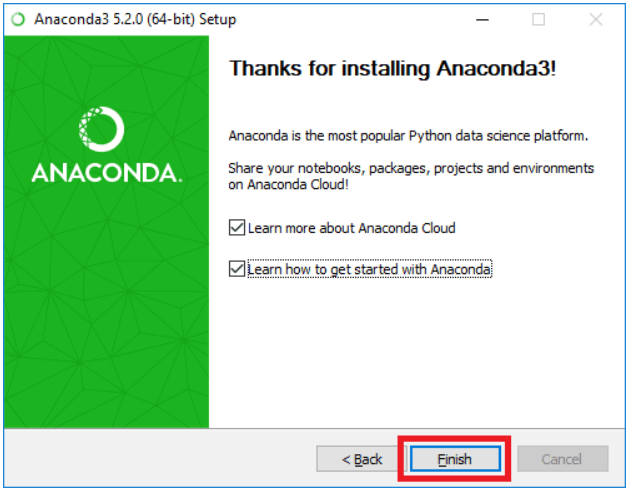 Anaconda3 5.2.0 (64-bit) Setup
Thanks for installing Anaconda3!
ANACONDA.
Anaconda is the most popular Python data science platform.
Share your notebooks, packages, projects and environments
on Anaconda Cloud!
Learn more about Anaconda Cloud
Learn how to get started with Anaconda
< Back
Finish
Cancel